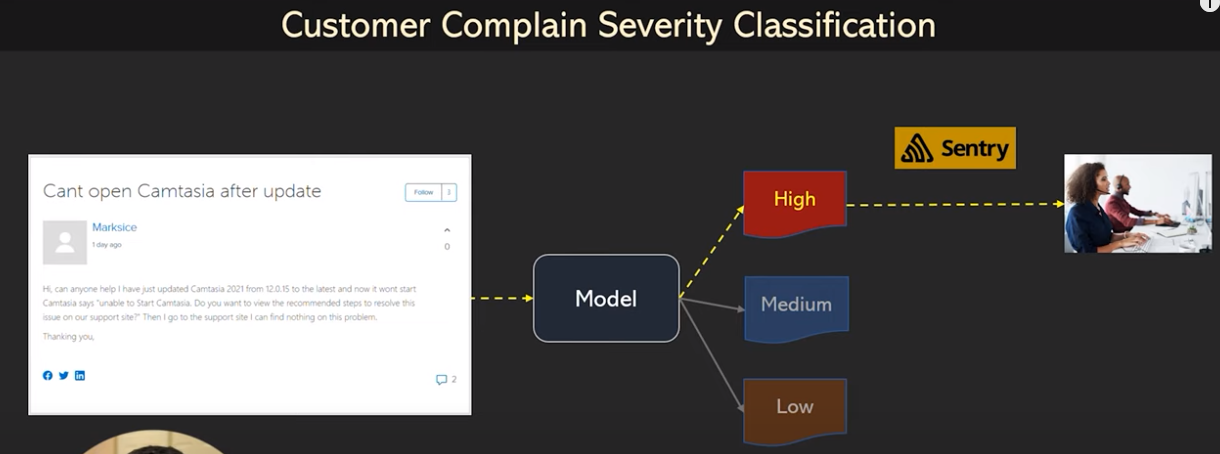 Customer Complain Severity Classification
Cant open Camtasia after update
Follow
Marksice
1 day ago
0
Hi, can anyone help I have just updated Camtasia 2021 from 12.0.15 to the latest and now it wont start
Camtasia says "unable to Start Camtasia. Do you want to view the recommended steps to resolve this
issue on our support site?" Then I go to the support site I can find nothing on this problem.
Thanking you,
2
Model
High
Medium
Low
Sentry